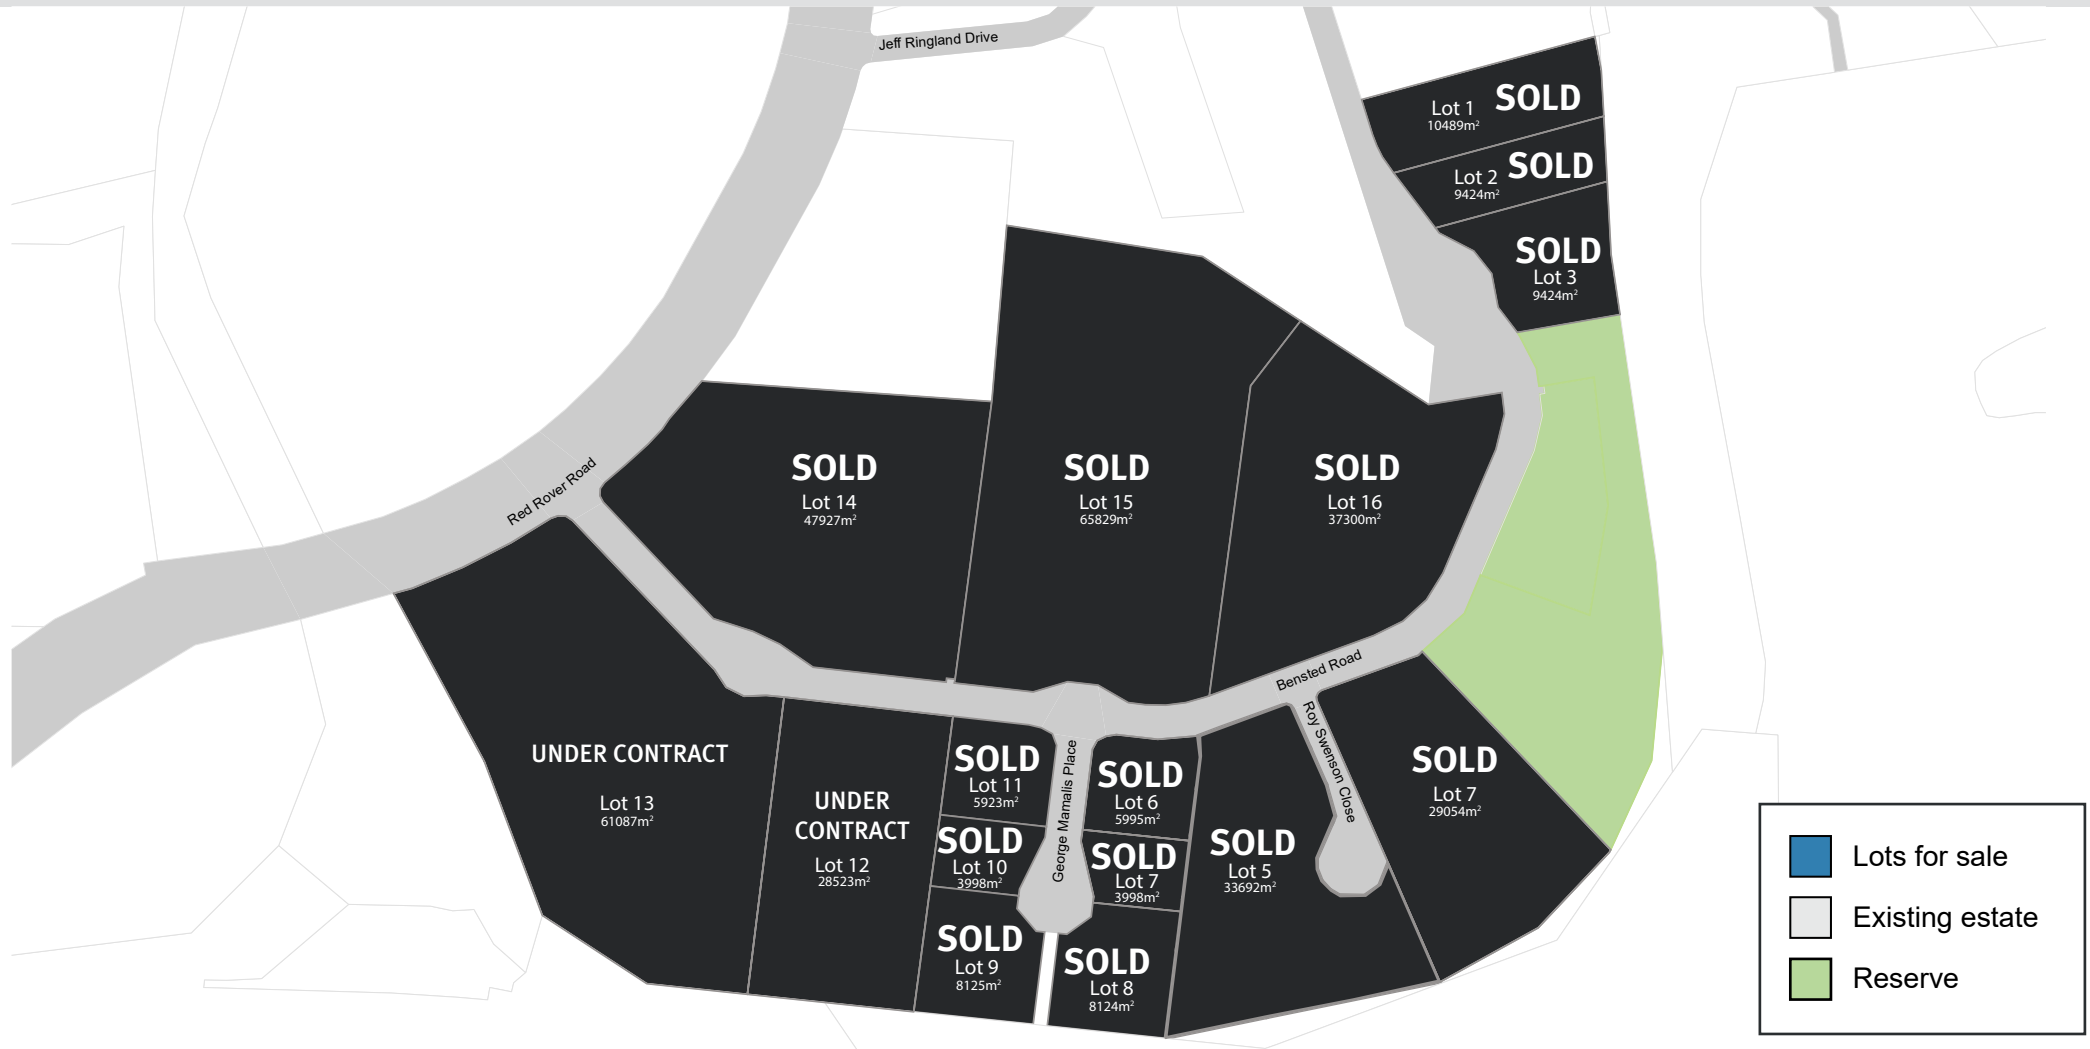 Jeff Ringland Drive
Lot 1 SOLD
10489m²
Lot 2 SOLD
9424m²
SOLD
Lot 3
9424m²
Red Rover Road
SOLD
Lot 14
47927m²
SOLD
Lot 15
65829m²
SOLD
Lot 16
37300m²
Bensted Road
Roy Swenson Close
George Mamalis Place
UNDER CONTRACT
Lot 13
61087m²
UNDER
CONTRACT
Lot 12
28523m²
SOLD
Lot 11
5923m²
SOLD
Lot 10
3998m²
SOLD
Lot 9
8125m²
SOLD
Lot 6
5995m²
SOLD
Lot 7
3998m²
SOLD
Lot 8
8124m²
SOLD
Lot 5
33692m²
SOLD
Lot 7
29054m²
Lots for sale
Existing estate
Reserve